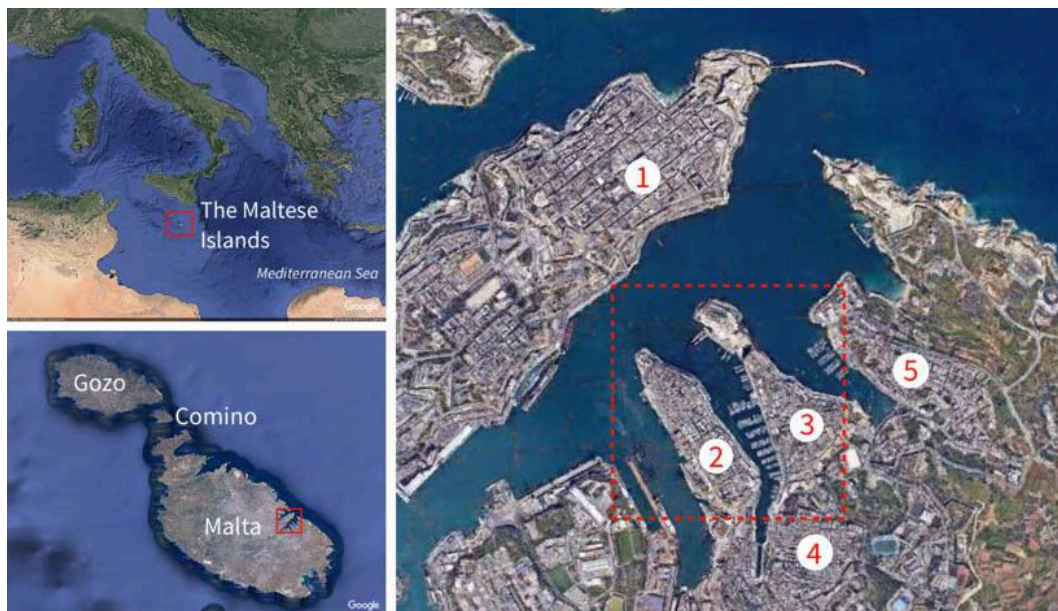 The Maltese
Islands
Mediterranean Sea
Google
Gozo
Comino
Malta
Google
1
2
3
4
5